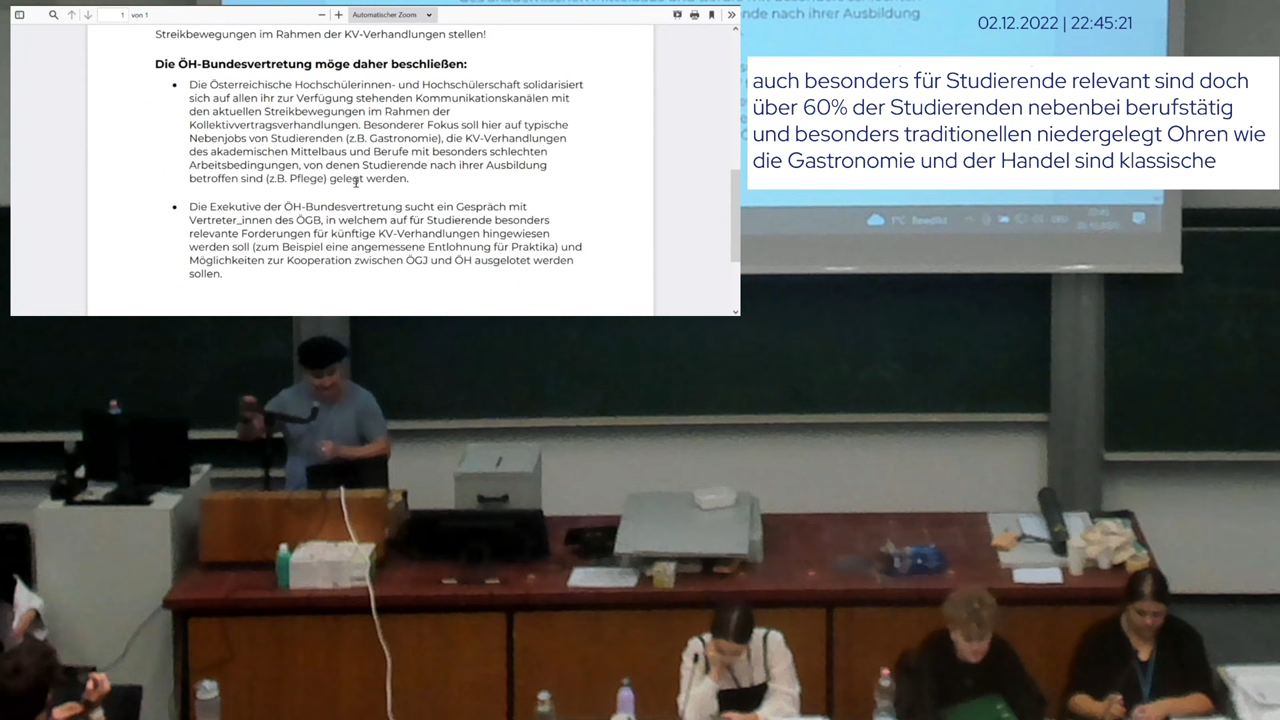 1 von 1
Automatischer Zoom
Streikbewegungen im Rahmen der KV-Verhandlungen stellen!
Die ÖH-Bundesvertretung möge daher beschließen:
• Die Österreichische Hochschülerinnen- und Hochschülerschaft solidarisiert
sich auf allen ihr zur Verfügung stehenden Kommunikationskanälen mit
den aktuellen Streikbewegungen im Rahmen der
Kollektivvertragsverhandlungen. Besonderer Fokus soll hier auf typische
Nebenjobs von Studierenden (z.B. Gastronomie), die KV-Verhandlungen
des akademischen Mittelbaus und Berufe mit besonders schlechten
Arbeitsbedingungen, von denen Studierende nach ihrer Ausbildung
betroffen sind (z.B. Pflege) gelegt werden.
• Die Exekutive der ÖH-Bundesvertretung sucht ein Gespräch mit
Vertreter_innen des ÖGB, in welchem auf für Studierende besonders
relevante Forderungen für künftige KV-Verhandlungen hingewiesen
werden soll (zum Beispiel eine angemessene Entlohnung für Praktika) und
Möglichkeiten zur Kooperation zwischen ÖGJ und ÖH ausgelotet werden
sollen.
nde nach ihrer Ausbildung
02.12.2022 | 22:45:21
auch besonders für Studierende relevant sind doch
über 60% der Studierenden nebenbei berufstätig
und besonders traditionellen niedergelegt Ohren wie
die Gastronomie und der Handel sind klassische